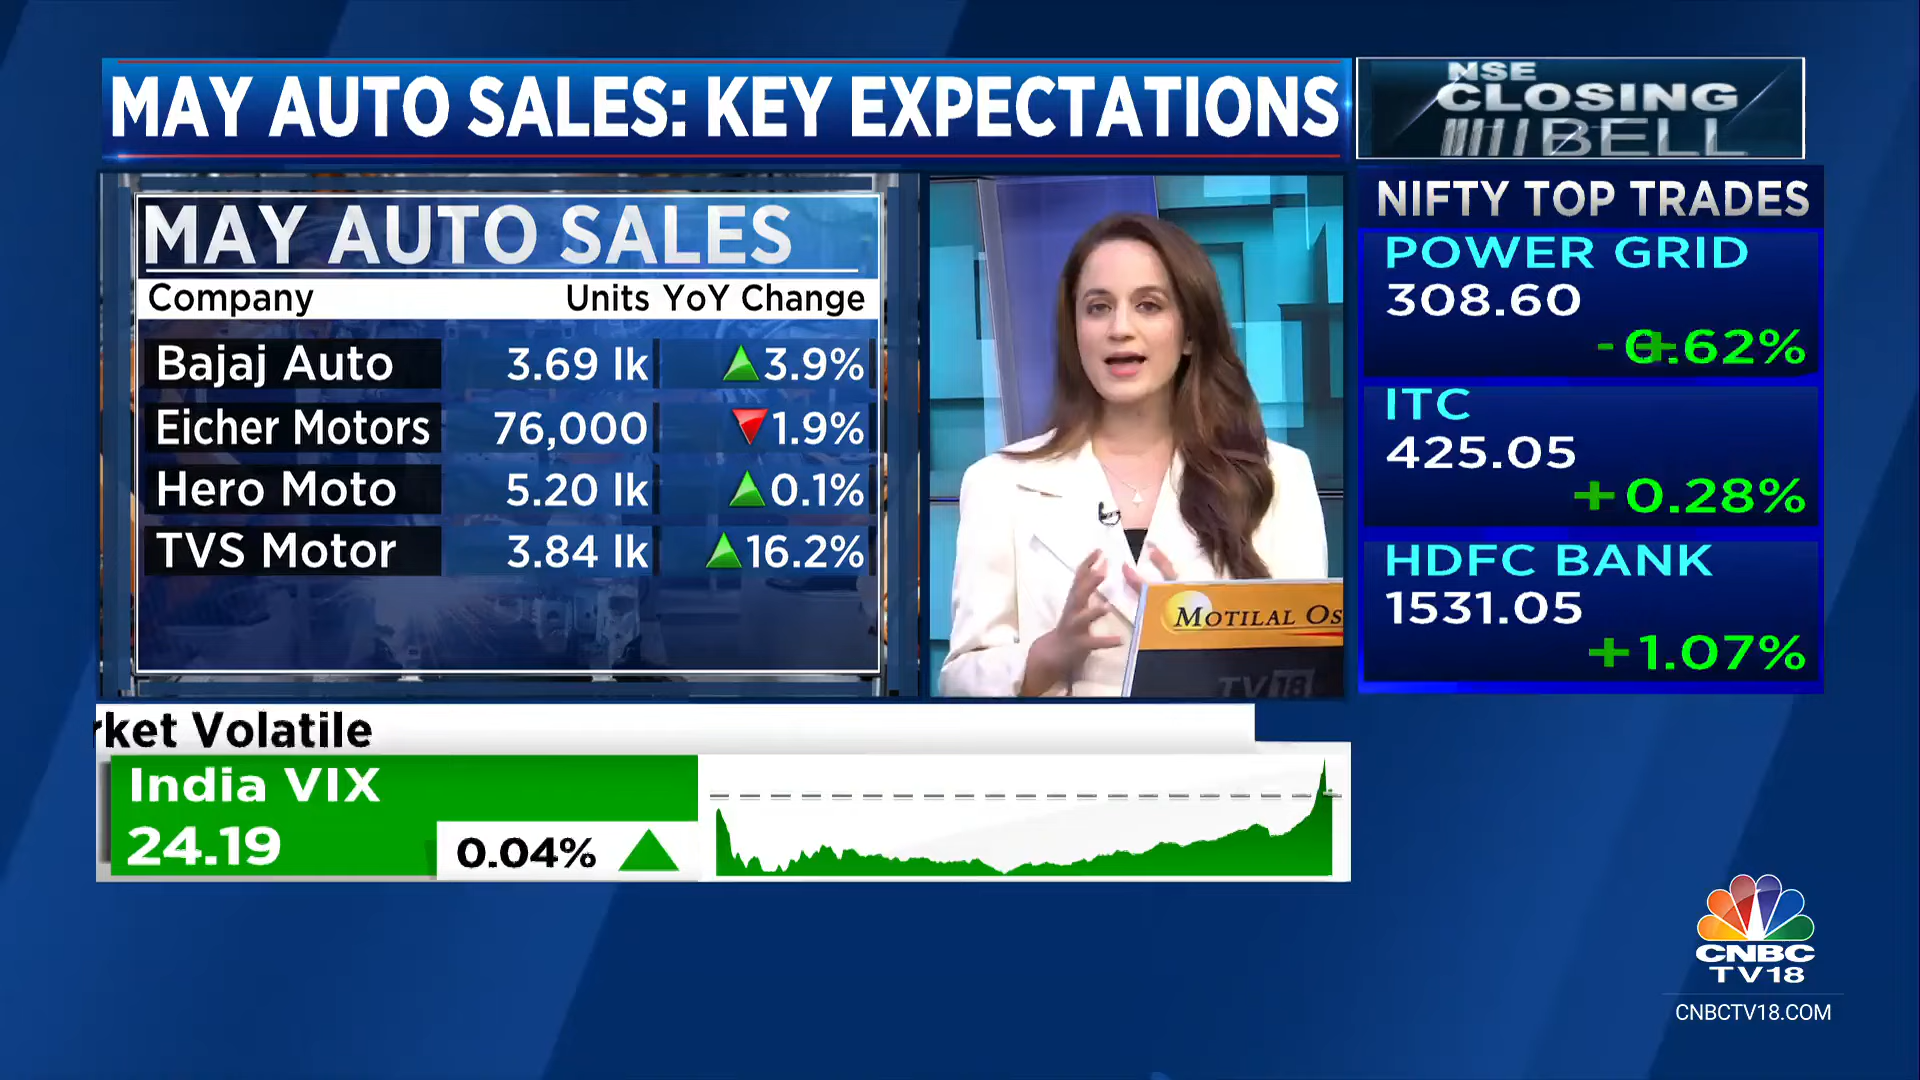 MAY AUTO SALES: KEY EXPECTATIONS
NSE
CLOSING
BELL
MAY AUTO SALES
Company Units YoY Change
Bajaj Auto 3.69 lk 3.9%
Eicher Motors 76,000 1.9%
Hero Moto 5.20 lk 0.1%
TVS Motor 3.84 lk 16.2%
MOTILAL OS
TV18
NIFTY TOP TRADES
POWER GRID
308.60
ITC
425.05
+0.28%
HDFC BANK
1531.05
+1.07%
rket Volatile
India VIX
24.19
0.04%
CNBC
TV18
CNBCTV18.COM